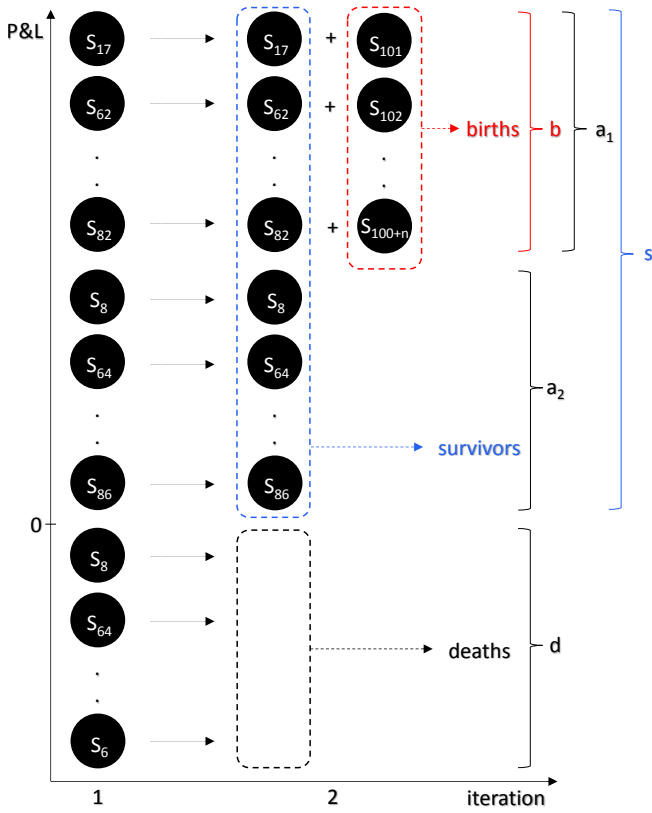 P&L
S17 S17 + S101
S62 S62 + S102 births b a1
. . .
. . .
S82 S82 + S100+n
s
S8 S8
S64 S64 a2
. .
. .
survivors
S86 S86
0
S8
S64
deaths d
.
.
S6
1 2 iteration